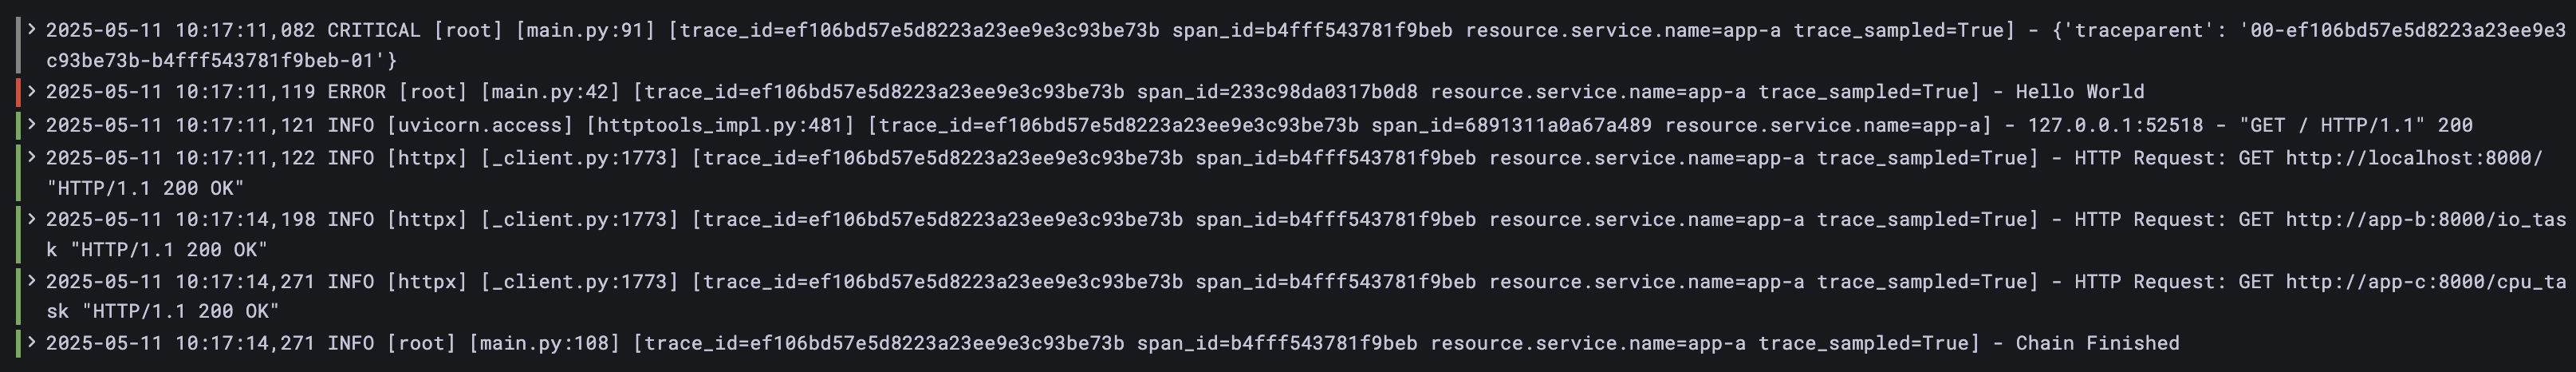 > 2025-05-11 10:17:11,082 CRITICAL [root] [main.py:91] [trace_id=ef106bd57e5d8223a23ee9e3c93be73b span_id=b4fff543781f9beb resource.service.name=app-a trace_sampled=True] - {'traceparent': '00-ef106bd57e5d8223a23ee9e3
c93be73b-b4fff543781f9beb-01'}
> 2025-05-11 10:17:11,119 ERROR [root] [main.py:42] [trace_id=ef106bd57e5d8223a23ee9e3c93be73b span_id=233c98da0317b0d8 resource.service.name=app-a trace_sampled=True] - Hello World
> 2025-05-11 10:17:11,121 INFO [uvicorn.access] [httptools_impl.py:481] [trace_id=ef106bd57e5d8223a23ee9e3c93be73b span_id=6891311a0a67a489 resource.service.name=app-a] - 127.0.0.1:52518 - "GET / HTTP/1.1" 200
> 2025-05-11 10:17:11,122 INFO [httpx] [_client.py:1773] [trace_id=ef106bd57e5d8223a23ee9e3c93be73b span_id=b4fff543781f9beb resource.service.name=app-a trace_sampled=True] - HTTP Request: GET http://localhost:8000/
"HTTP/1.1 200 OK"
> 2025-05-11 10:17:14,198 INFO [httpx] [_client.py:1773] [trace_id=ef106bd57e5d8223a23ee9e3c93be73b span_id=b4fff543781f9beb resource.service.name=app-a trace_sampled=True] - HTTP Request: GET http://app-b:8000/io_tas
k "HTTP/1.1 200 OK"
> 2025-05-11 10:17:14,271 INFO [httpx] [_client.py:1773] [trace_id=ef106bd57e5d8223a23ee9e3c93be73b span_id=b4fff543781f9beb resource.service.name=app-a trace_sampled=True] - HTTP Request: GET http://app-c:8000/cpu_ta
sk "HTTP/1.1 200 OK"
> 2025-05-11 10:17:14,271 INFO [root] [main.py:108] [trace_id=ef106bd57e5d8223a23ee9e3c93be73b span_id=b4fff543781f9beb resource.service.name=app-a trace_sampled=True] - Chain Finished